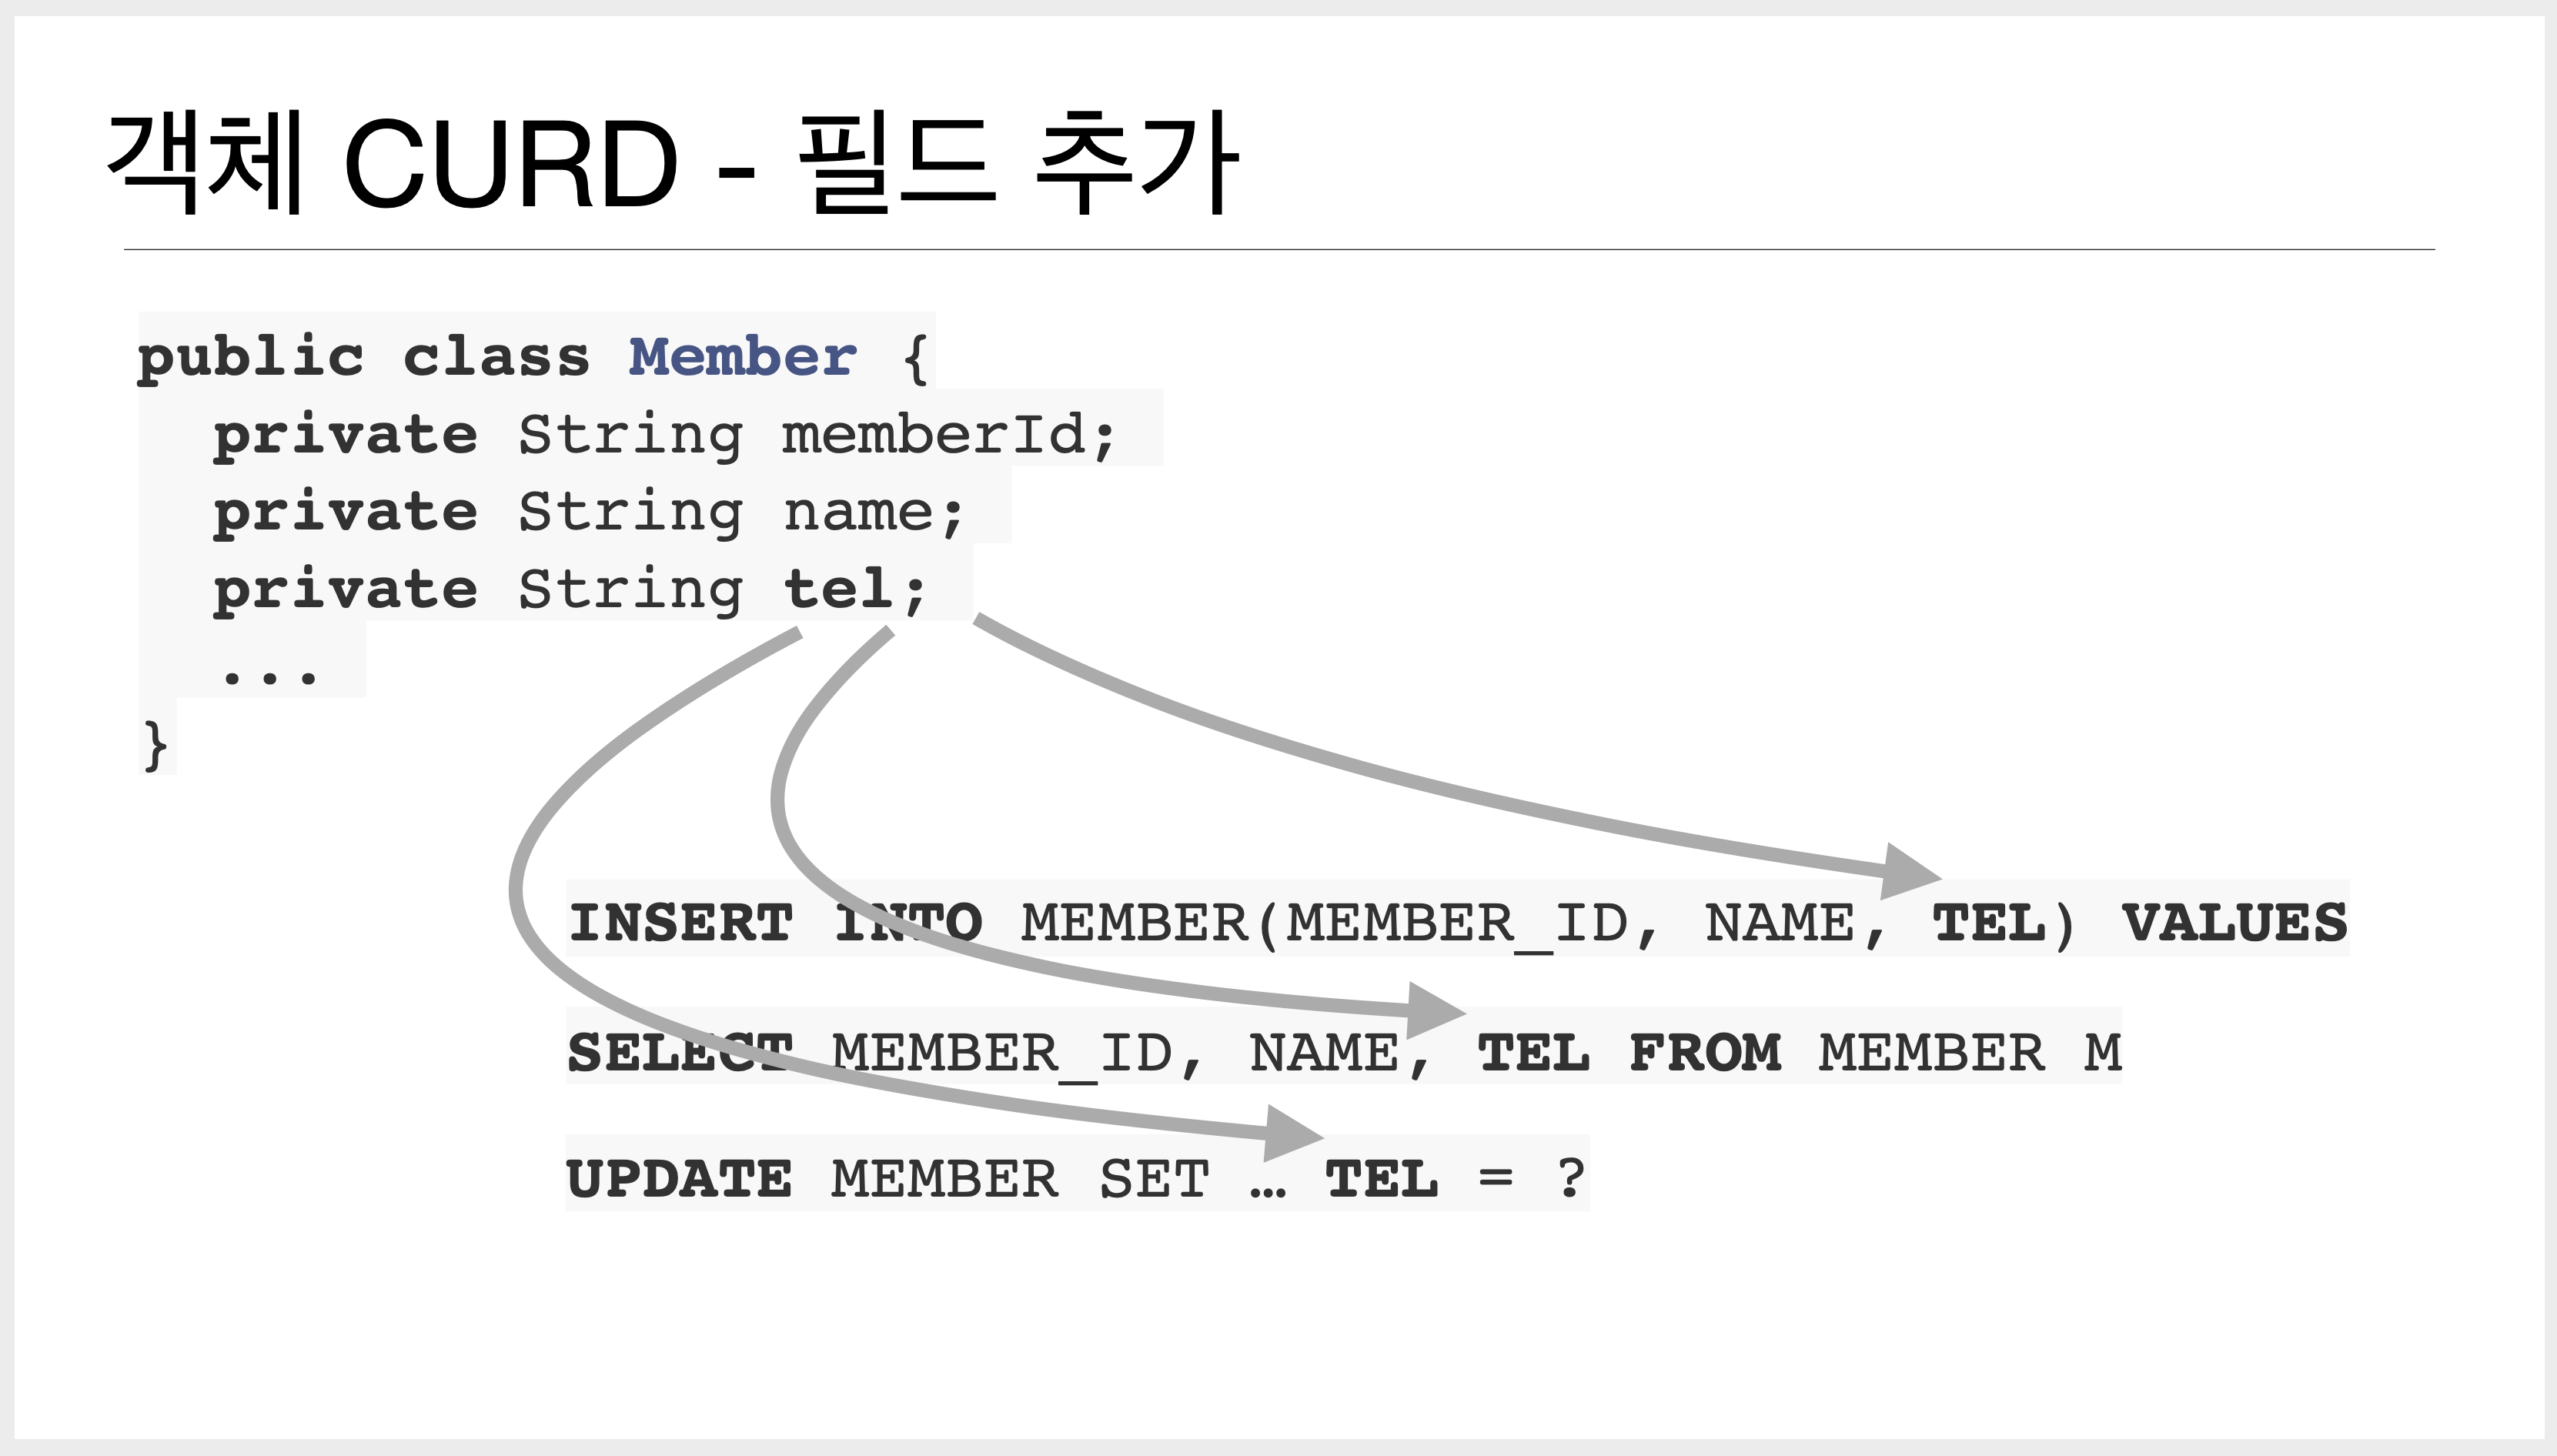 객체 CURD - 필드 추가
public class Member {
private String memberId;
private String name;
private String tel;
...
}
INSERT INTO MEMBER(MEMBER_ID, NAME, TEL) VALUES
SELECT MEMBER_ID, NAME, TEL FROM MEMBER M
UPDATE MEMBER SET … TEL = ?